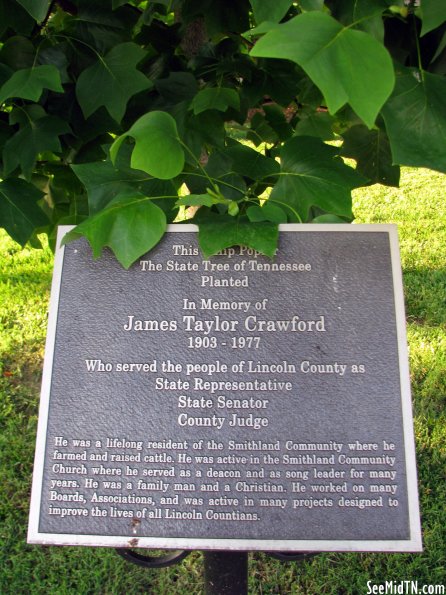 This
The State Tree of Tennessee
Planted
In Memory of
James Taylor Crawford
1903 - 1977
Who served the people of Lincoln County as
State Representative
State Senator
County Judge
He was a lifelong resident of the Smithland Community where he
farmed and raised cattle. He was active in the Smithland Community
Church where he served as a deacon and as song leader for many
years. He was a family man and a Christian. He worked on many
Boards, Associations, and was active in many projects designed to
improve the lives of all Lincoln Countians.
SeeMidTN.com